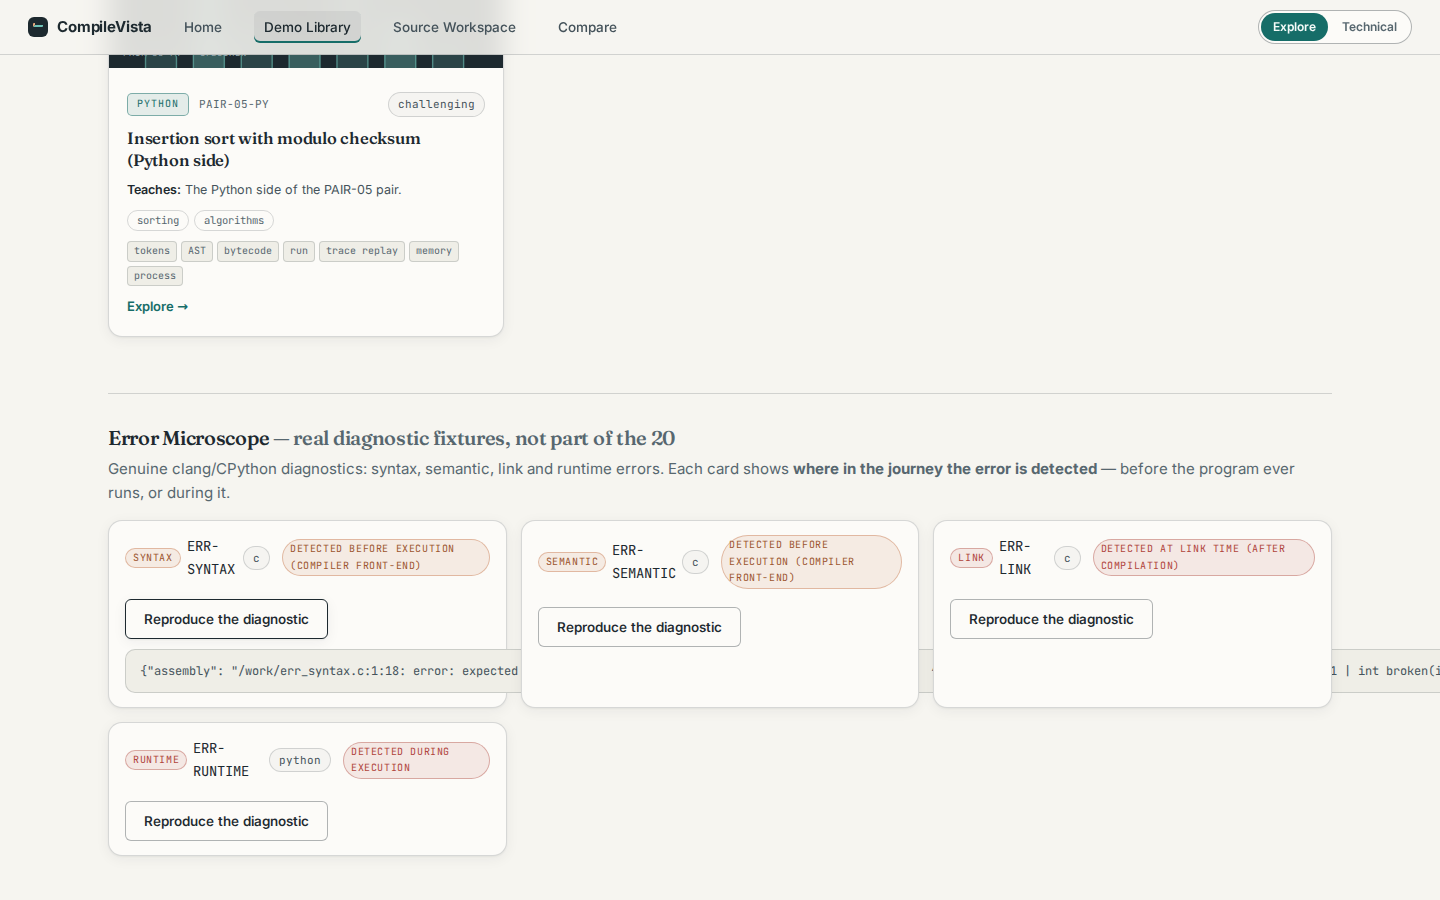 CompileVista
Home
Demo Library
Source Workspace
Compare
Explore
Technical
PYTHON
PAIR-05-PY
challenging
Insertion sort with modulo checksum
(Python side)
Teaches: The Python side of the PAIR-05 pair.
sorting
algorithms
tokens
AST
bytecode
run
trace replay
memory
process
Explore →
Error Microscope — real diagnostic fixtures, not part of the 20
Genuine clang/CPython diagnostics: syntax, semantic, link and runtime errors. Each card shows where in the journey the error is detected — before the program ever
runs, or during it.
SYNTAX
ERR-
SYNTAX
c
DETECTED BEFORE EXECUTION
(COMPILER FRONT-END)
Reproduce the diagnostic
{"assembly": "/work/err_syntax.c:1:18: error: expected
SEMANTIC
ERR-
SEMANTIC
c
DETECTED BEFORE
EXECUTION (COMPILER
FRONT-END)
Reproduce the diagnostic
LINK
ERR-
LINK
c
DETECTED AT LINK TIME (AFTER
COMPILATION)
Reproduce the diagnostic
1 | int broken(i
RUNTIME
ERR-
RUNTIME
python
DETECTED DURING
EXECUTION
Reproduce the diagnostic